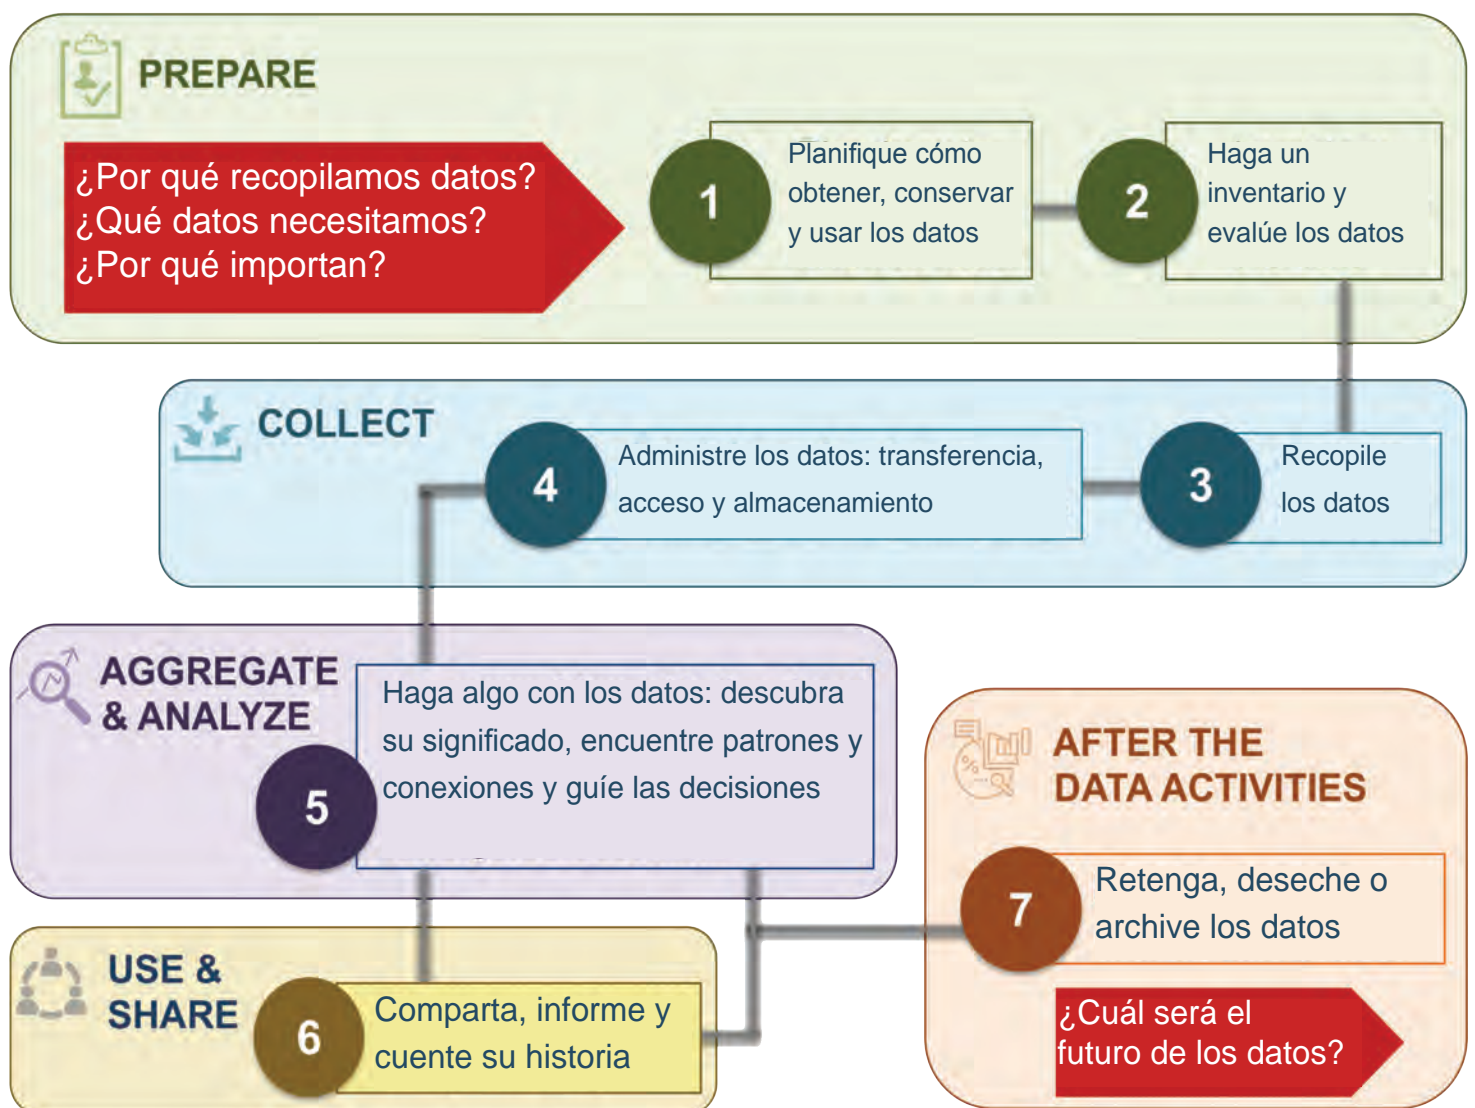 PREPARE
¿Por qué recopilamos datos?
¿Qué datos necesitamos?
¿Por qué importan?
1
Planifique cómo
obtener, conservar
y usar los datos
2
Haga un
inventario y
evalúe los datos
COLLECT
4
Administre los datos: transferencia,
acceso y almacenamiento
3
Recopile
los datos
AGGREGATE
& ANALYZE
5
Haga algo con los datos: descubra
su significado, encuentre patrones y
conexiones y guíe las decisiones
USE &
SHARE
6
Comparta, informe y
cuente su historia
AFTER THE
DATA ACTIVITIES
7
Retenga, deseche o
archive los datos
¿Cuál será el
futuro de los datos?